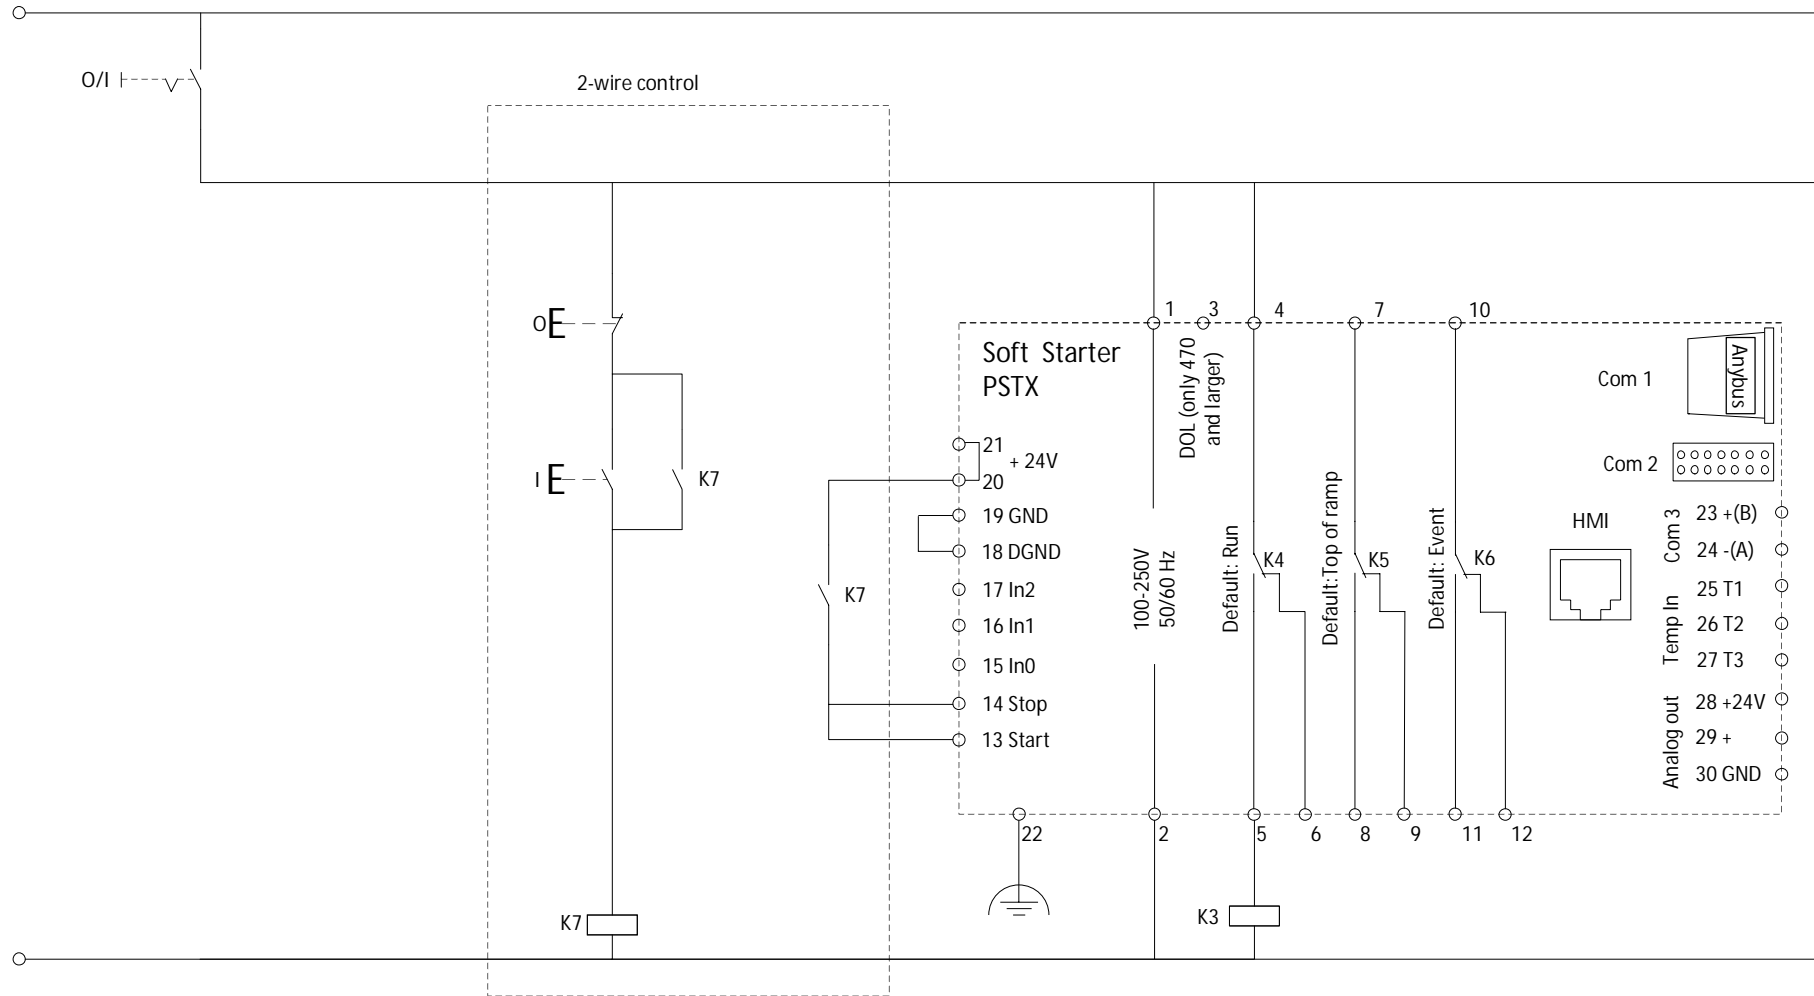 O/I
2-wire control
O E
I E
K7
K7
K7
Soft Starter
PSTX
1
3
4
7
10
DOL (only 470
and larger)
21
+ 24V
20
19 GND
18 DGND
17 In2
16 In1
15 In0
14 Stop
13 Start
100-250V
50/60 Hz
Default: Run
K4
Default:Top of ramp
K5
Default: Event
K6
Com 1
Anybus
Com 2
HMI
Com 3
23 +(B)
24 -(A)
Temp In
25 T1
26 T2
27 T3
Analog out
28 +24V
29 +
30 GND
22
2
5
6
8
9
11
12
K3